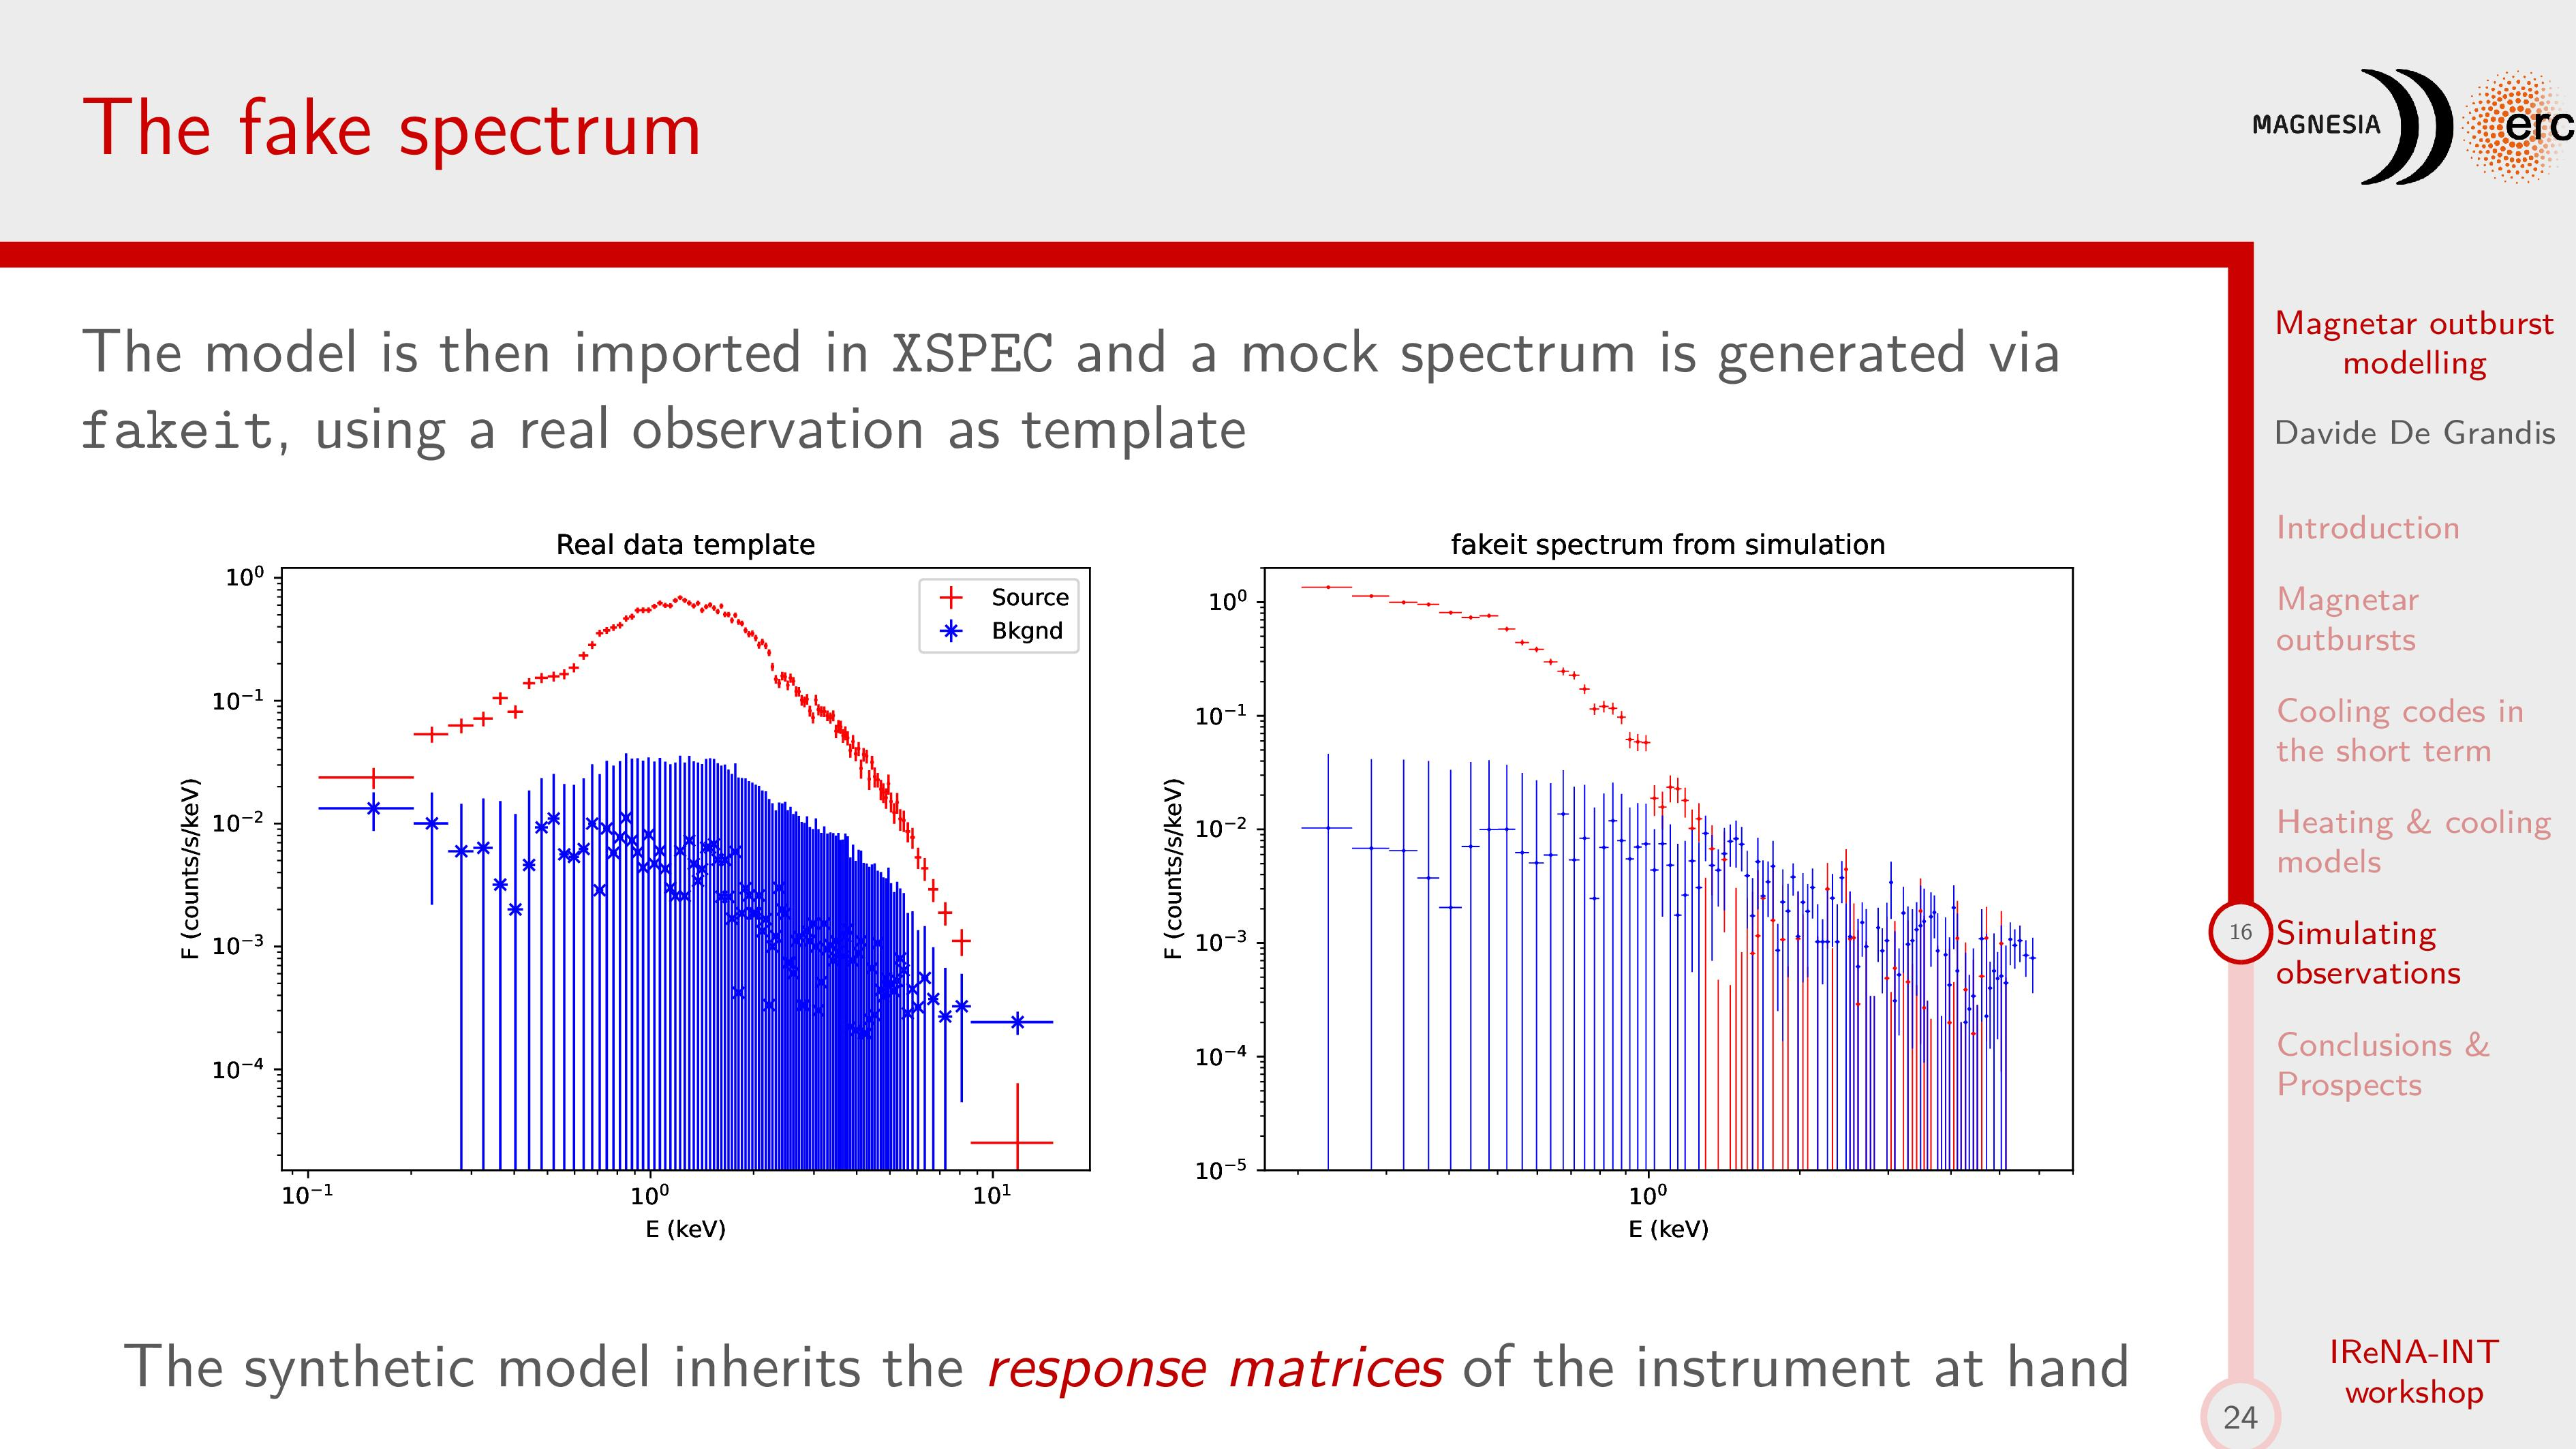 The fake spectrum
MAGNESIA
erc
The model is then imported in XSPEC and a mock spectrum is generated via
fakeit, using a real observation as template
Real data template
Source
Bkgnd
F (counts/s/keV)
10⁰
10⁻¹
10⁻²
10⁻³
10⁻⁴
10⁻¹
10⁰
10¹
E (keV)
fakeit spectrum from simulation
F (counts/s/keV)
10⁰
10⁻¹
10⁻²
10⁻³
10⁻⁴
10⁻⁵
10⁰
E (keV)
The synthetic model inherits the response matrices of the instrument at hand
Magnetar outburst
modelling
Davide De Grandis
Introduction
Magnetar
outbursts
Cooling codes in
the short term
Heating & cooling
models
16
Simulating
observations
Conclusions &
Prospects
IReNA-INT
workshop
24